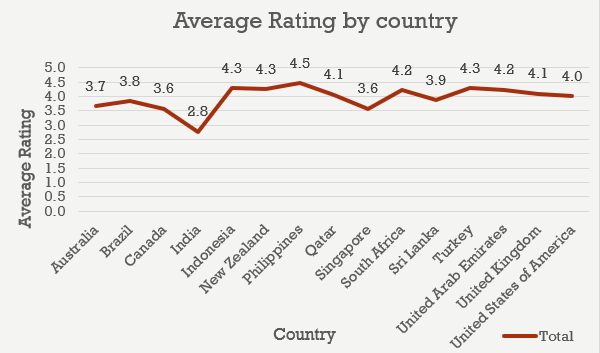 Average Rating by country
5.0
4.5
4.0
3.5
3.0
2.5
2.0
1.5
1.0
0.5
0.0
Average Rating
3.7 3.8 3.6 2.8 4.3 4.3 4.5 4.1 3.6 4.2 3.9 4.3 4.2 4.1 4.0
Australia
Brazil
Canada
India
Indonesia
New Zealand
Philippines
Qatar
Singapore
South Africa
Sri Lanka
Turkey
United Arab Emirates
United Kingdom
United States of America
Country
Total